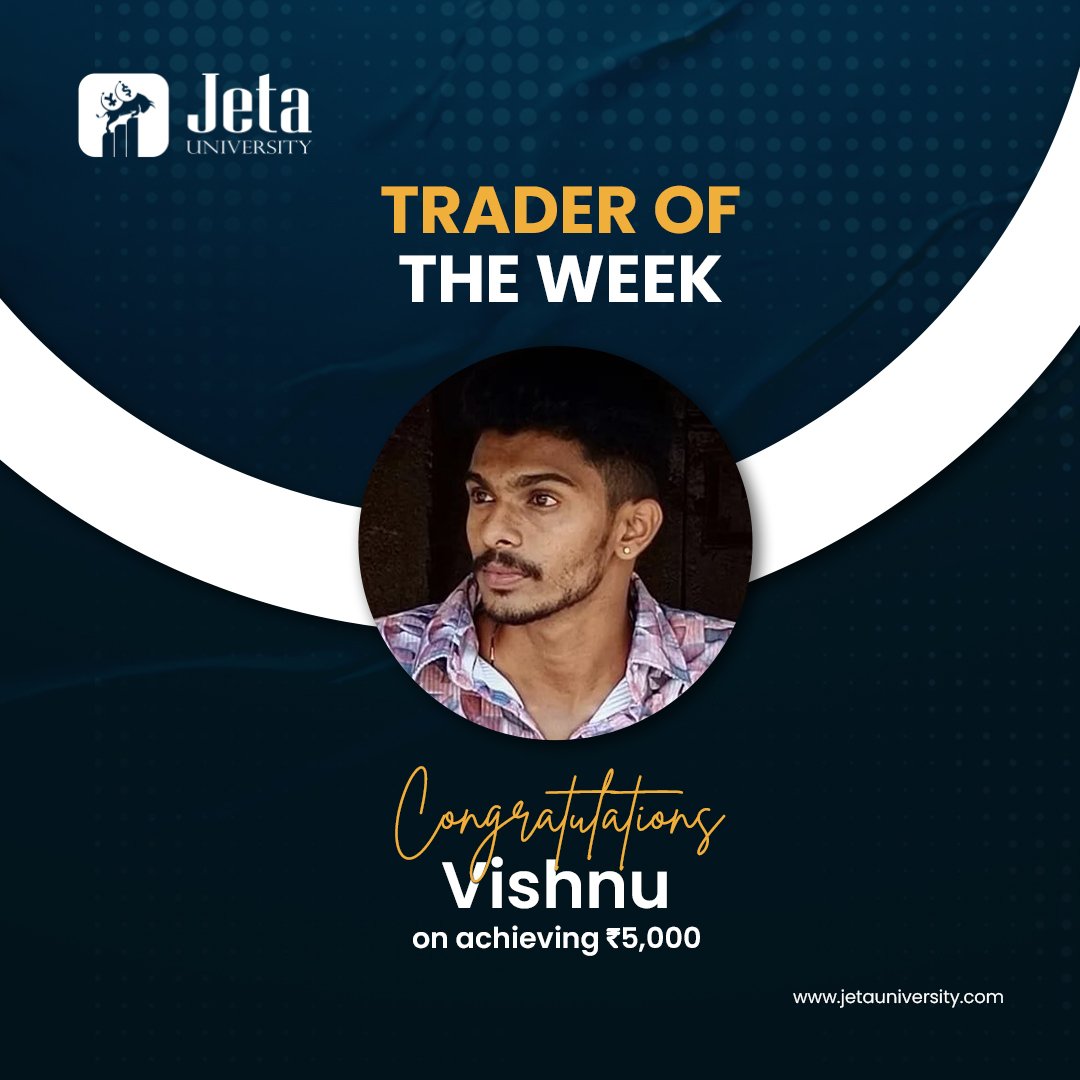 Jeta
UNIVERSITY
TRADER OF
THE WEEK
Congratulations
Vishnu
on achieving ₹5,000
www.jetauniversity.com